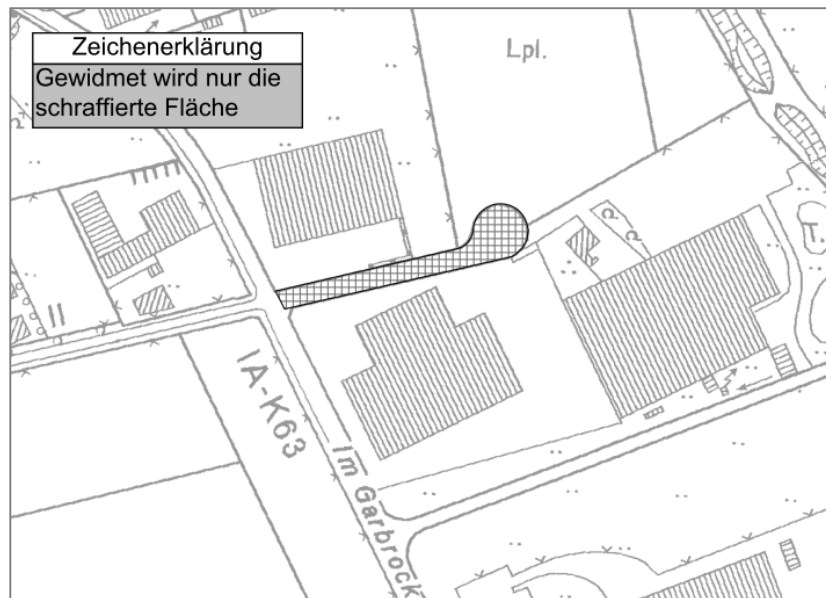 Zeichenerklärung
Gewidmet wird nur die
schraffierte Fläche
Lpl.
T.
IA-K63
Im Garbrock